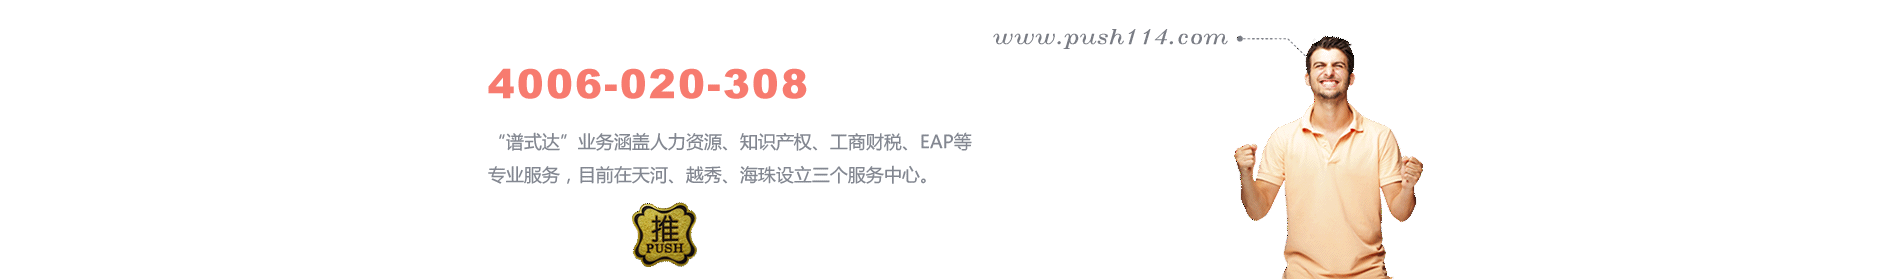 www.push114.com
4006-020-308
“谱式达”业务涵盖人力资源、知识产权、工商财税、EAP等
专业服务，目前在天河、越秀、海珠设立三个服务中心。
推
PUSH